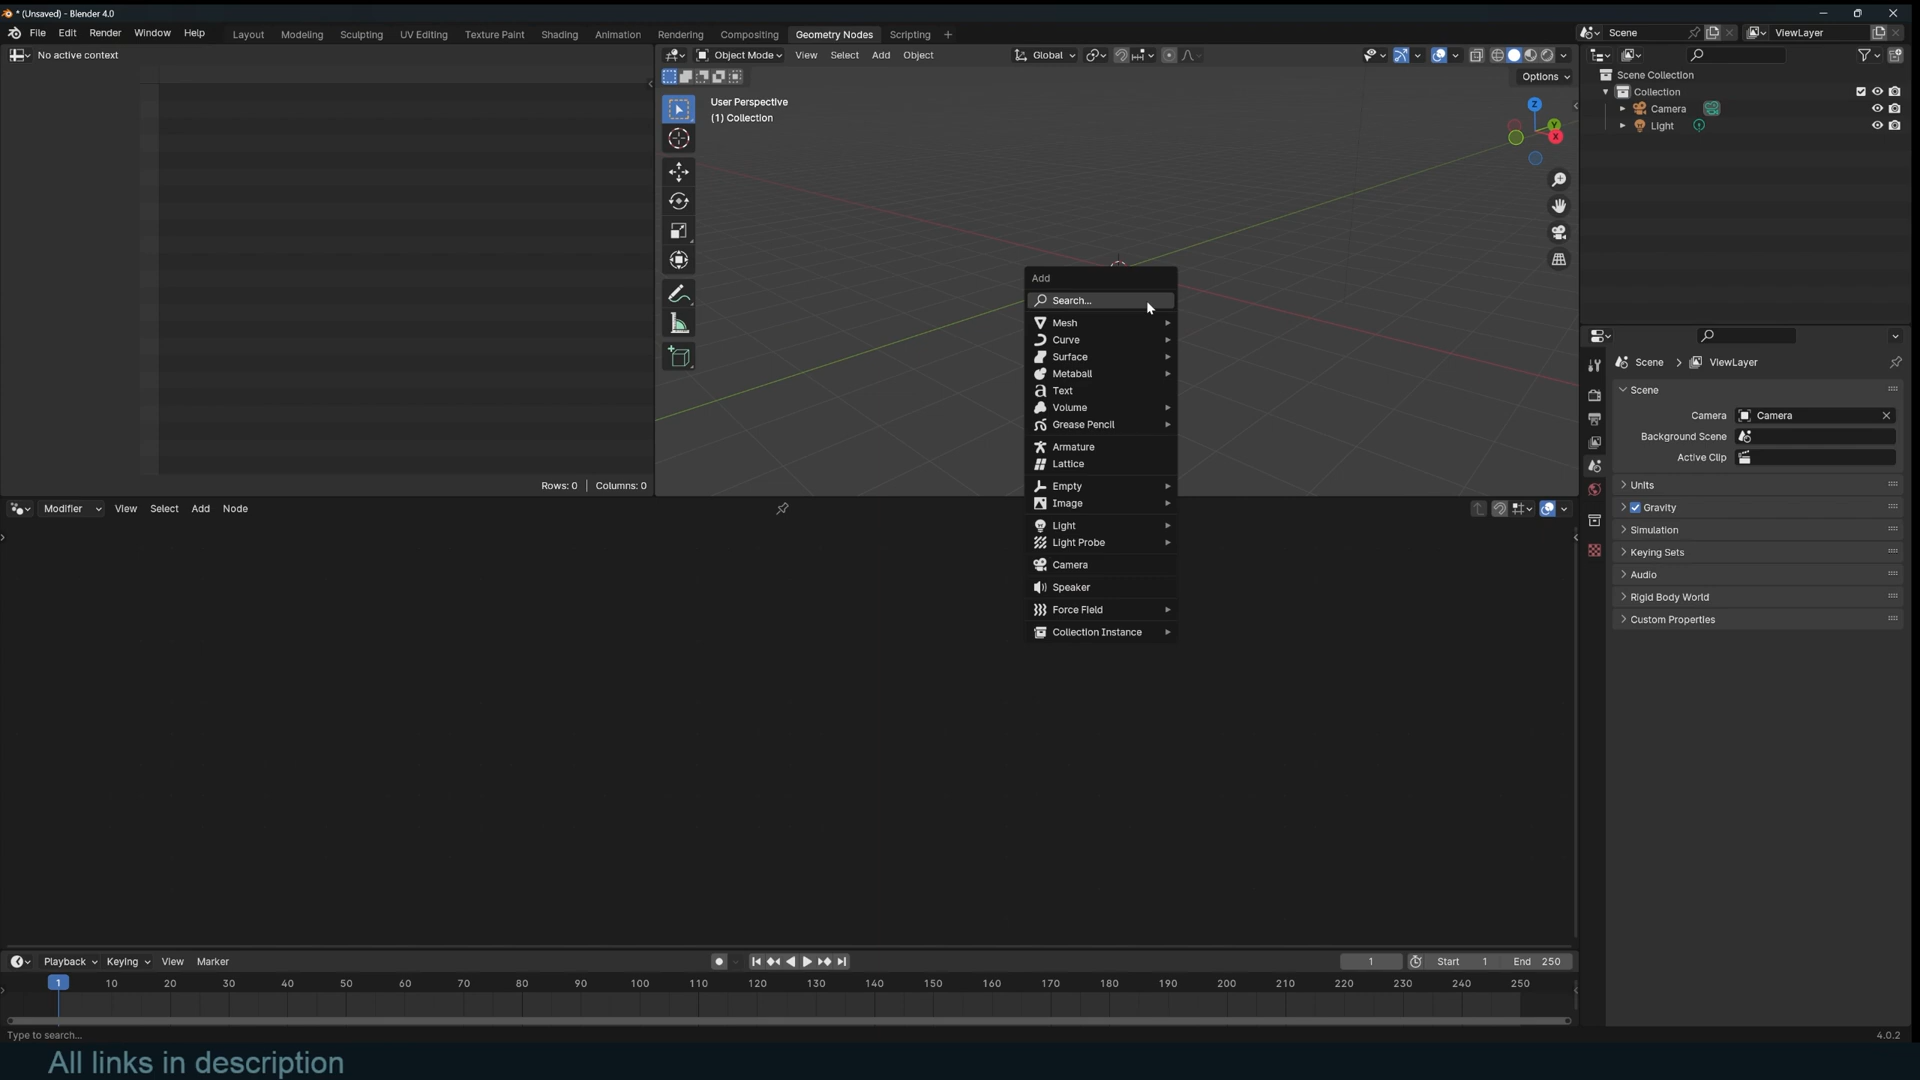 * (Unsaved) - Blender 4.0
File Edit Render Window Help
Layout Modeling Sculpting UV Editing Texture Paint Shading Animation Rendering Compositing Geometry Nodes Scripting +
Scene
ViewLayer
No active context
Object Mode View Select Add Object
Global
Options
User Perspective
(1) Collection
Z
Y
X
Scene Collection
Collection
Camera
Light
Add
Search...
Mesh
Curve
Surface
Metaball
Text
Volume
Grease Pencil
Armature
Lattice
Empty
Image
Light
Light Probe
Camera
Speaker
Force Field
Collection Instance
Rows: 0 | Columns: 0
Scene > ViewLayer
Scene
Camera Camera
Background Scene
Active Clip
Units
Gravity
Simulation
Keying Sets
Audio
Rigid Body World
Custom Properties
Modifier View Select Add Node
Playback Keying View Marker
1
Start 1 End 250
1 10 20 30 40 50 60 70 80 90 100 110 120 130 140 150 160 170 180 190 200 210 220 230 240 250
Type to search...
4.0.2
All links in description